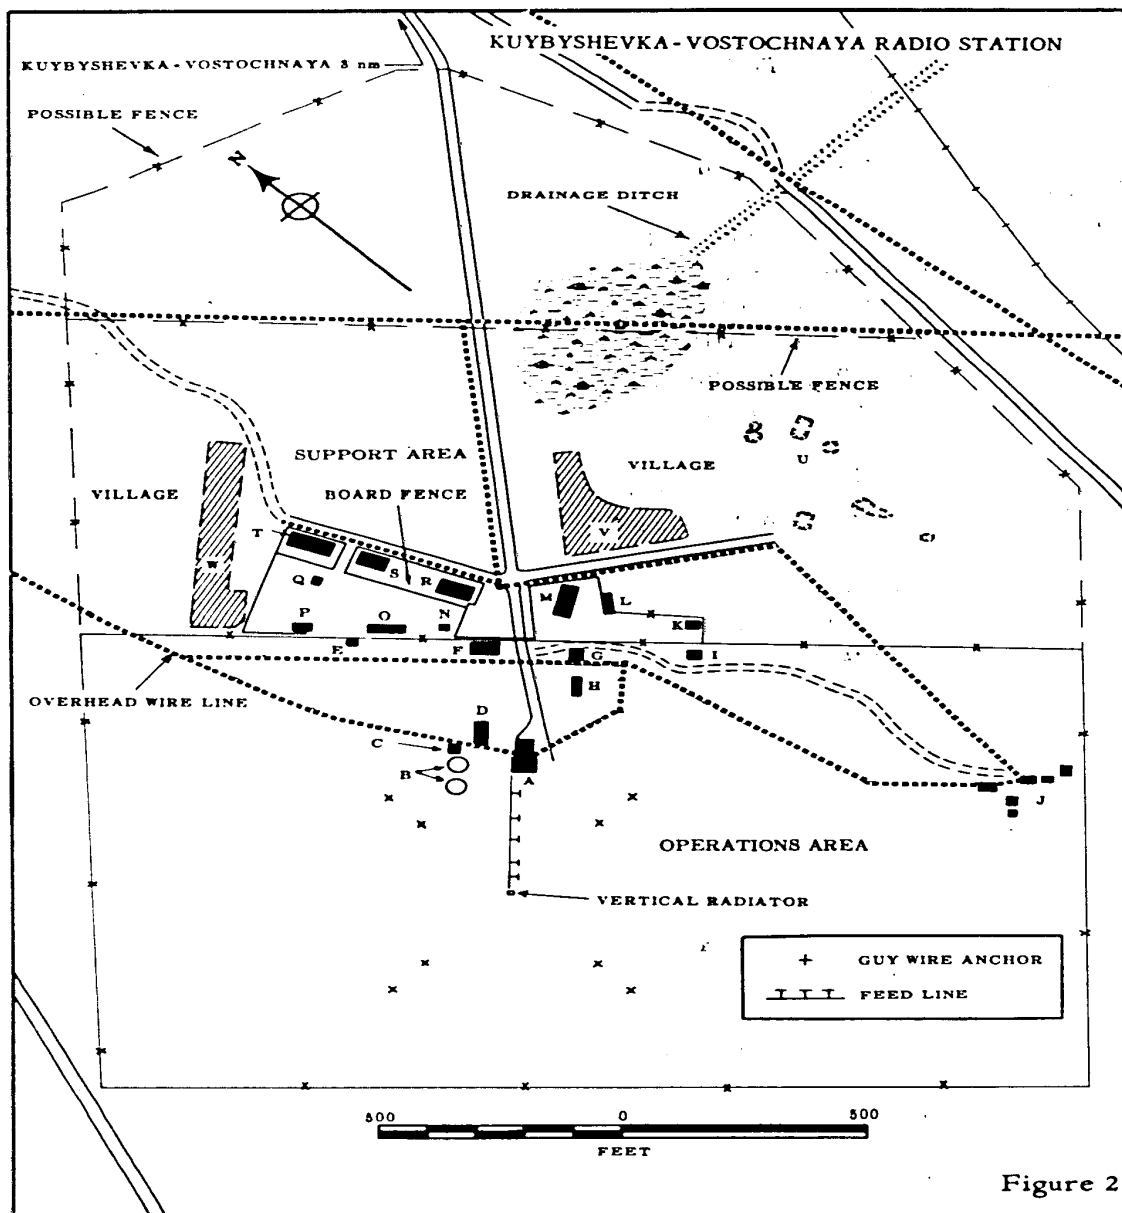 KUYBYSHEVKA-VOSTOCHNAYA RADIO STATION
KUYBYSHEVKA-VOSTOCHNAYA 3 nm
POSSIBLE FENCE
N
DRAINAGE DITCH
POSSIBLE FENCE
U
SUPPORT AREA
VILLAGE
VILLAGE
BOARD FENCE
T
V
W
S
Q
R
M
L
P
O
N
K
E
F
G
I
H
OVERHEAD WIRE LINE
D
C
B
A
J
OPERATIONS AREA
VERTICAL RADIATOR
+ GUY WIRE ANCHOR
FEED LINE
500 0 500
FEET
Figure 2